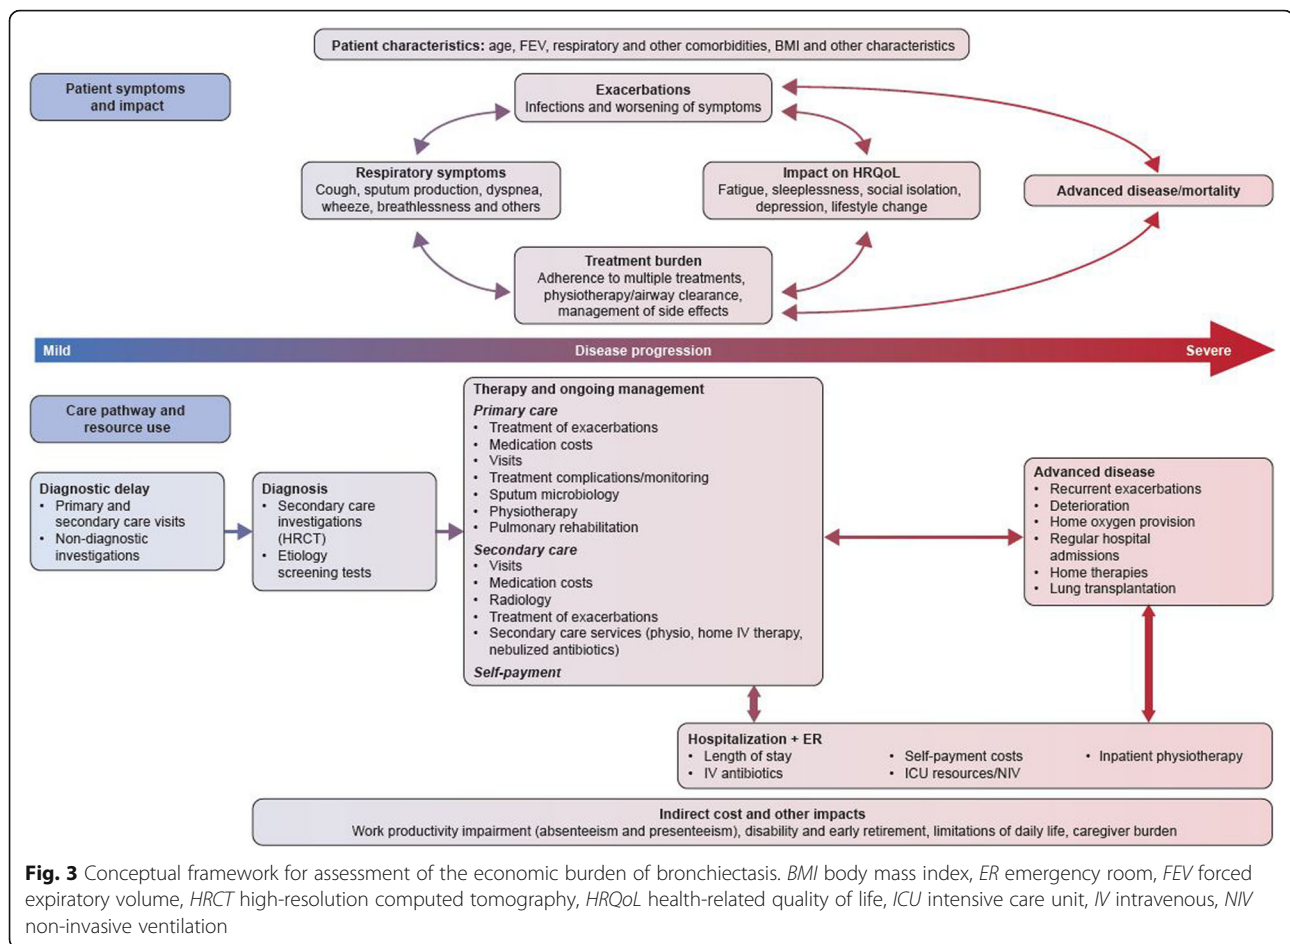 Patient characteristics: age, FEV, respiratory and other comorbidities, BMI and other characteristics
Patient symptoms
and impact
Exacerbations
Infections and worsening of symptoms
Respiratory symptoms
Cough, sputum production, dyspnea,
wheeze, breathlessness and others
Impact on HRQoL
Fatigue, sleeplessness, social isolation,
depression, lifestyle change
Advanced disease/mortality
Treatment burden
Adherence to multiple treatments,
physiotherapy/airway clearance,
management of side effects
Mild
Disease progression
Severe
Care pathway and
resource use
Diagnostic delay
• Primary and
secondary care visits
• Non-diagnostic
investigations
Diagnosis
• Secondary care
investigations
(HRCT)
• Etiology
screening tests
Therapy and ongoing management
Primary care
• Treatment of exacerbations
• Medication costs
• Visits
• Treatment complications/monitoring
• Sputum microbiology
• Physiotherapy
• Pulmonary rehabilitation
Secondary care
• Visits
• Medication costs
• Radiology
• Treatment of exacerbations
• Secondary care services (physio, home IV therapy,
nebulized antibiotics)
Self-payment
Advanced disease
• Recurrent exacerbations
• Deterioration
• Home oxygen provision
• Regular hospital
admissions
• Home therapies
• Lung transplantation
Hospitalization + ER
• Length of stay
• IV antibiotics
• Self-payment costs
• ICU resources/NIV
• Inpatient physiotherapy
Indirect cost and other impacts
Work productivity impairment (absenteeism and presenteeism), disability and early retirement, limitations of daily life, caregiver burden
Fig. 3 Conceptual framework for assessment of the economic burden of bronchiectasis. BMI body mass index, ER emergency room, FEV forced
expiratory volume, HRCT high-resolution computed tomography, HRQoL health-related quality of life, ICU intensive care unit, IV intravenous, NIV
non-invasive ventilation